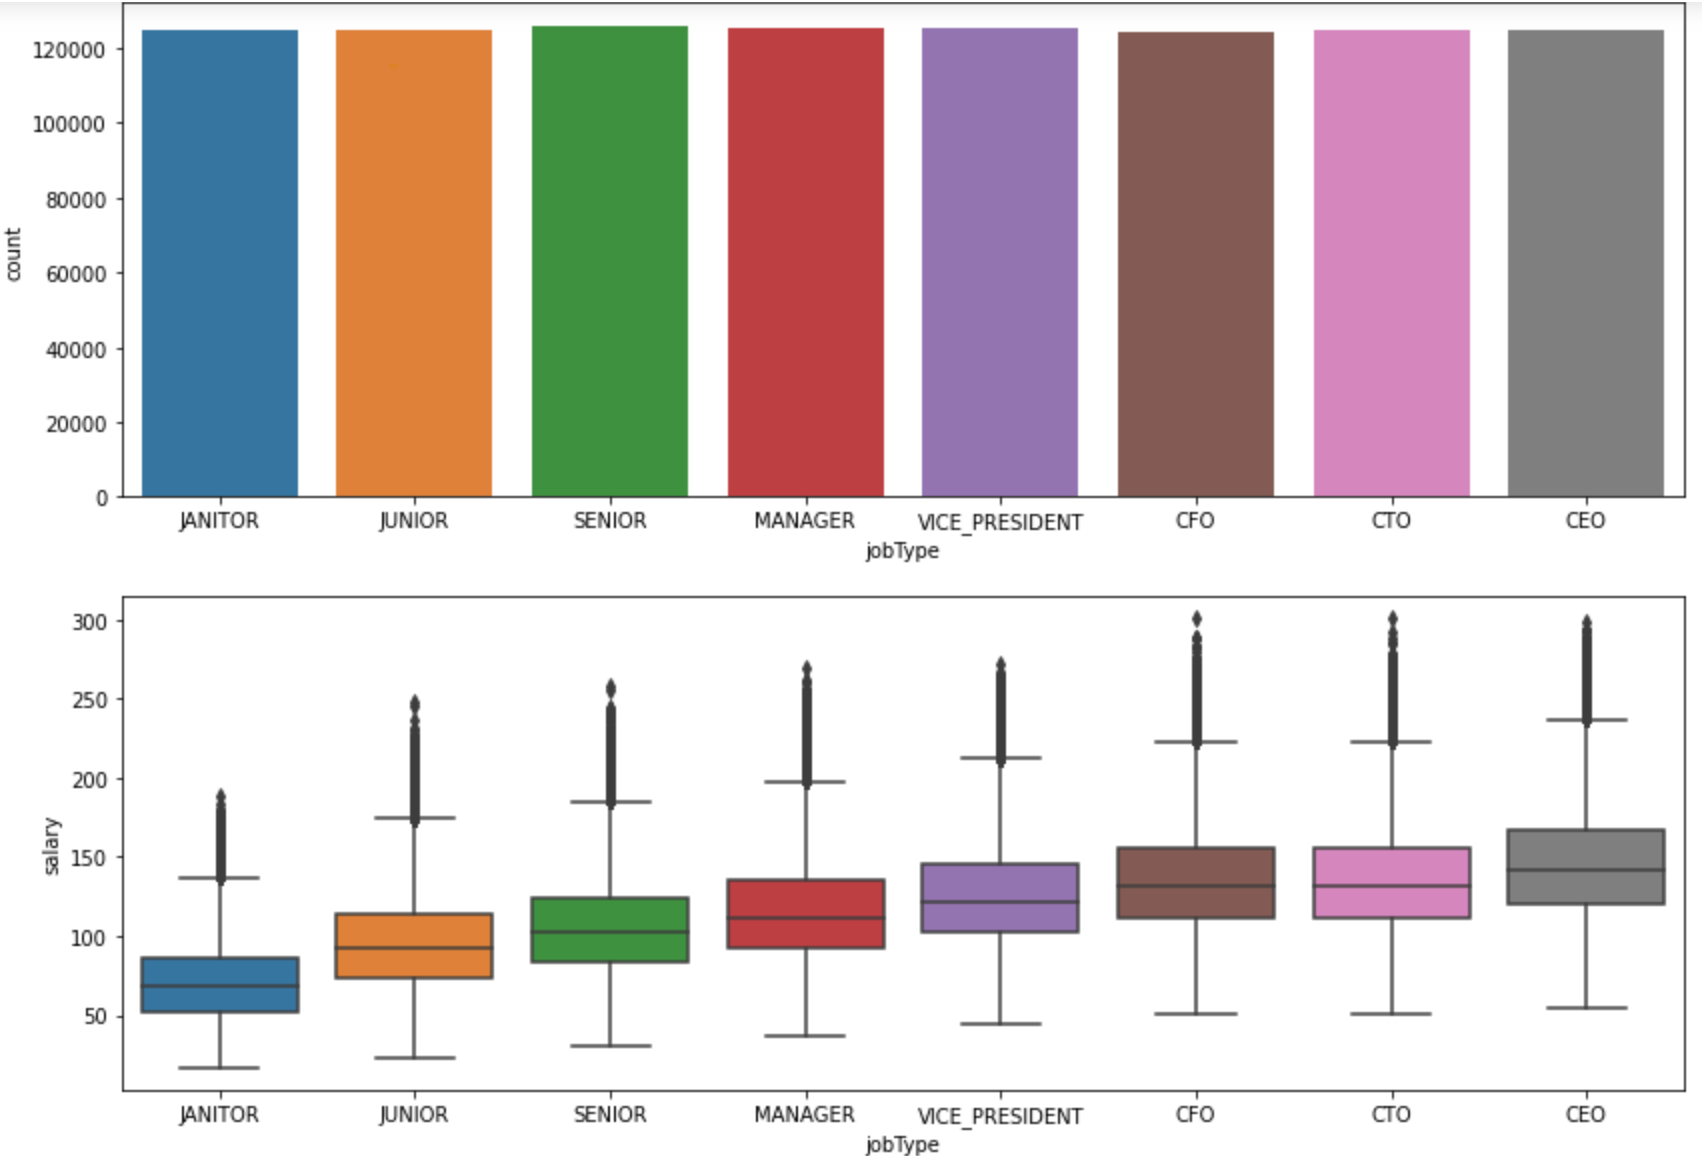 120000
100000
80000
60000
40000
20000
0
count
JANITOR JUNIOR SENIOR MANAGER VICE_PRESIDENT CFO CTO CEO
jobType
300
250
200
150
100
50
salary
JANITOR JUNIOR SENIOR MANAGER VICE_PRESIDENT CFO CTO CEO
jobType